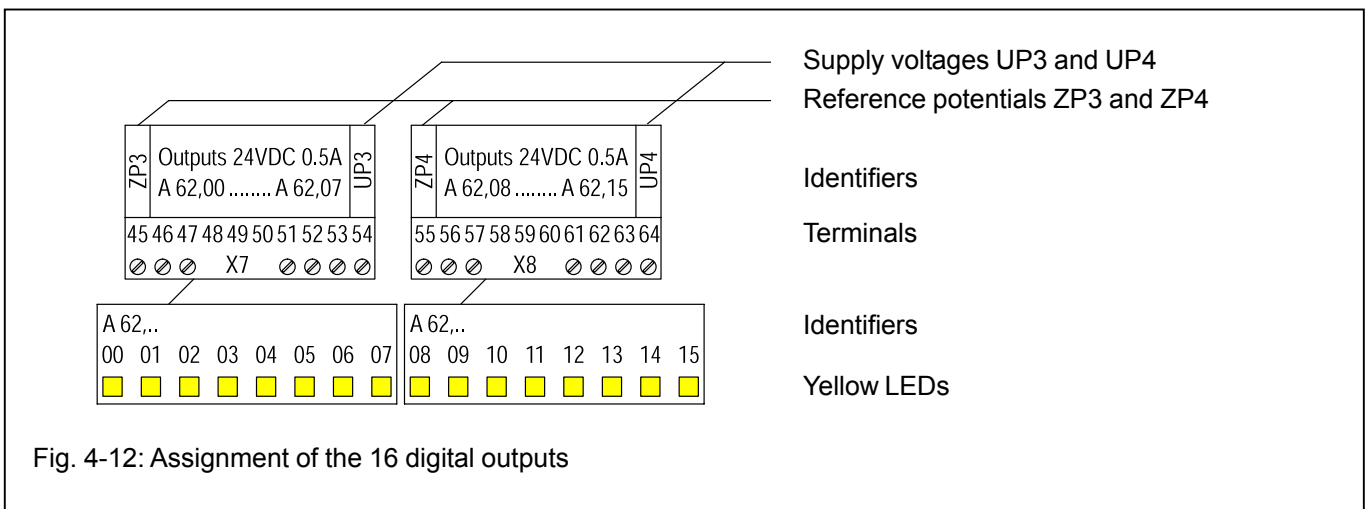 Supply voltages UP3 and UP4
Reference potentials ZP3 and ZP4
ZP3
Outputs 24VDC 0.5A
A 62,00 ........ A 62,07
UP3
ZP4
Outputs 24VDC 0.5A
A 62,08 ........ A 62,15
UP4
Identifiers
45 46 47 48 49 50 51 52 53 54
55 56 57 58 59 60 61 62 63 64
Terminals
X7
X8
A 62,..
A 62,..
Identifiers
00 01 02 03 04 05 06 07
08 09 10 11 12 13 14 15
Yellow LEDs
Fig. 4-12: Assignment of the 16 digital outputs